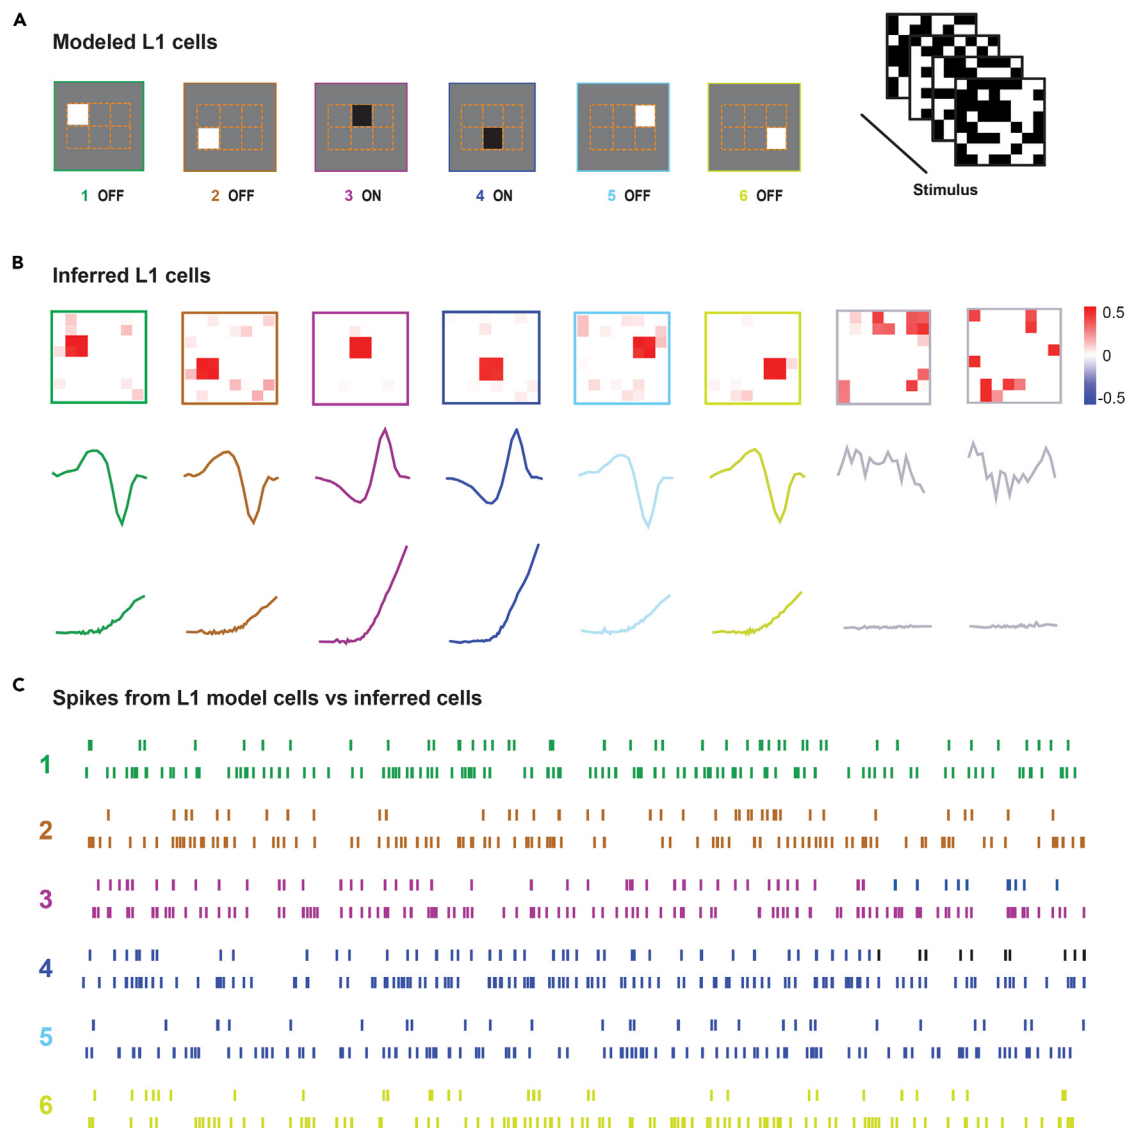 A
Modeled L1 cells
1 OFF
2 OFF
3 ON
4 ON
5 OFF
6 OFF
Stimulus
B
Inferred L1 cells
0.5
0
-0.5
C
Spikes from L1 model cells vs inferred cells
1
2
3
4
5
6